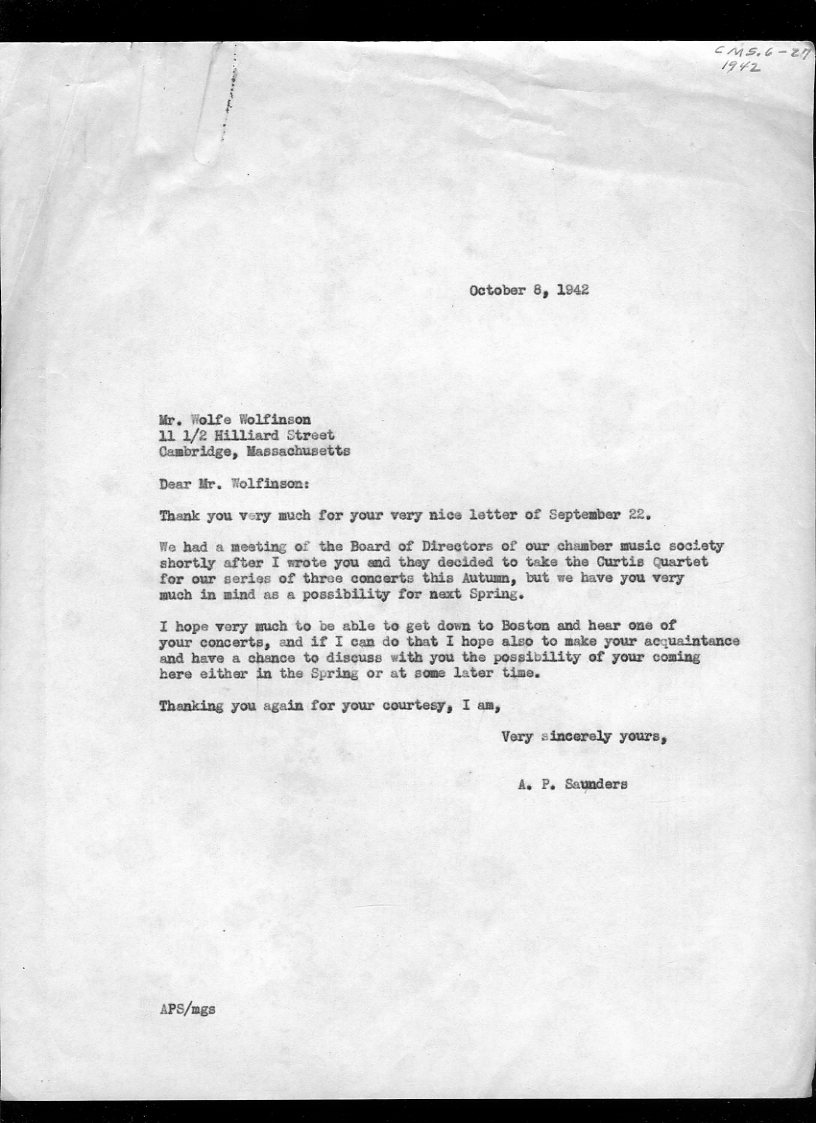 CMS.6-27
1942
October 8, 1942
Mr. Wolfe Wolfinson
11 1/2 Hilliard Street
Cambridge, Massachusetts
Dear Mr. Wolfinson:
Thank you very much for your very nice letter of September 22.
We had a meeting of the Board of Directors of our chamber music society
shortly after I wrote you and they decided to take the Curtis Quartet
for our series of three concerts this Autumn, but we have you very
much in mind as a possibility for next Spring.
I hope very much to be able to get down to Boston and hear one of
your concerts, and if I can do that I hope also to make your acquaintance
and have a chance to discuss with you the possibility of your coming
here either in the Spring or at some later time.
Thanking you again for your courtesy, I am,
Very sincerely yours,
A. P. Saunders
APS/mgs